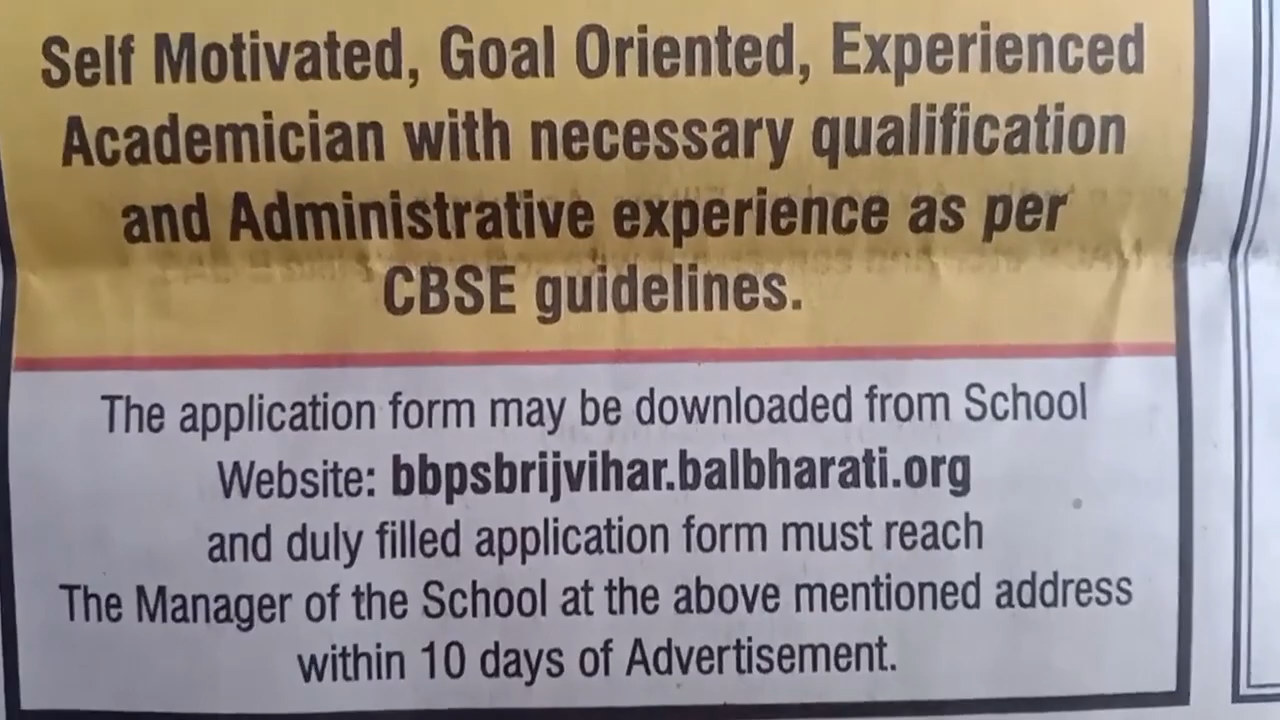 Self Motivated, Goal Oriented, Experienced
Academician with necessary qualification
and Administrative experience as per
CBSE guidelines.
The application form may be downloaded from School
Website: bbpsbrijvihar.balbharati.org
and duly filled application form must reach
The Manager of the School at the above mentioned address
within 10 days of Advertisement.